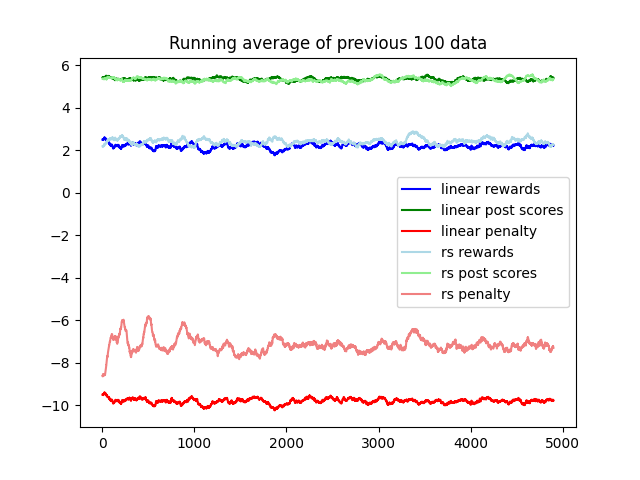 Running average of previous 100 data
6
4
2
0
−2
−4
−6
−8
−10
linear rewards
linear post scores
linear penalty
rs rewards
rs post scores
rs penalty
0 1000 2000 3000 4000 5000